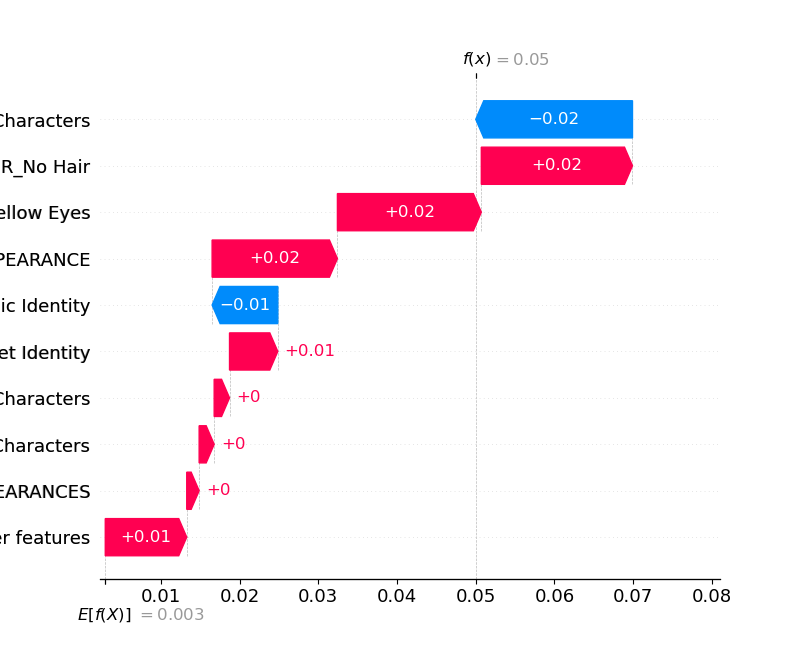 f(x) = 0.05
Characters −0.02
R_No Hair +0.02
ellow Eyes +0.02
PEARANCE +0.02
ic Identity −0.01
et Identity +0.01
Characters +0
Characters +0
EARANCES +0
er features +0.01
0.01 0.02 0.03 0.04 0.05 0.06 0.07 0.08
E[f(X)] = 0.003